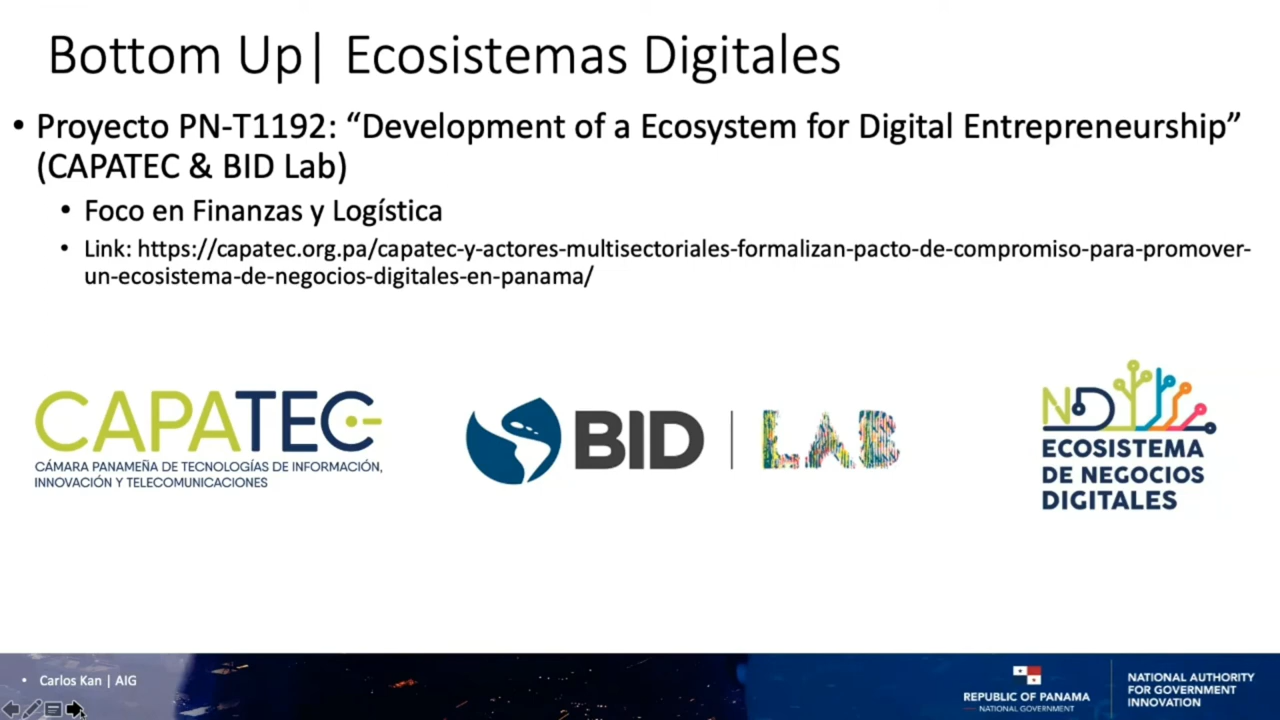 Bottom Up| Ecosistemas Digitales
• Proyecto PN-T1192: “Development of a Ecosystem for Digital Entrepreneurship”
(CAPATEC & BID Lab)
• Foco en Finanzas y Logística
• Link: https://capatec.org.pa/capatec-y-actores-multisectoriales-formalizan-pacto-de-compromiso-para-promover-
un-ecosistema-de-negocios-digitales-en-panama/
CAPATEC
CÁMARA PANAMEÑA DE TECNOLOGÍAS DE INFORMACIÓN,
INNOVACIÓN Y TELECOMUNICACIONES
BID | LAB
ND
ECOSISTEMA
DE NEGOCIOS
DIGITALES
• Carlos Kan | AIG
REPUBLIC OF PANAMA
NATIONAL GOVERNMENT
NATIONAL AUTHORITY
FOR GOVERNMENT
INNOVATION